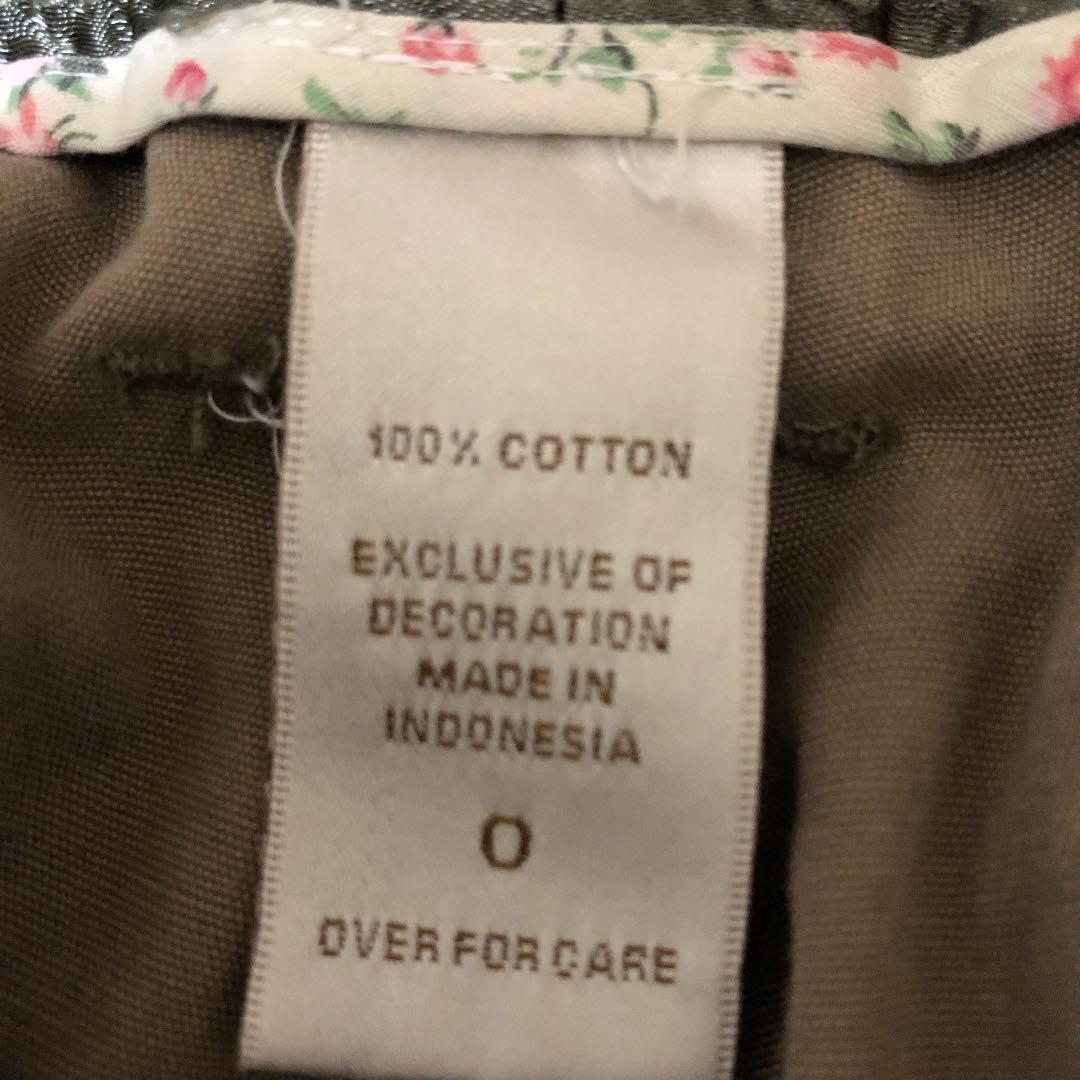 100% COTTON
EXCLUSIVE OF
DECORATION
MADE IN
INDONESIA
0
OVER FOR CARE